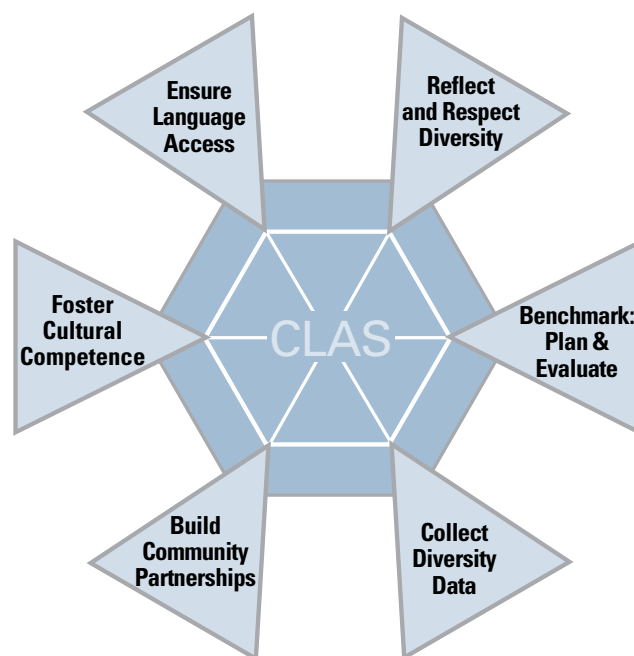 Ensure
Language
Access
Reflect
and Respect
Diversity
Foster
Cultural
Competence
CLAS
Benchmark:
Plan &
Evaluate
Build
Community
Partnerships
Collect
Diversity
Data